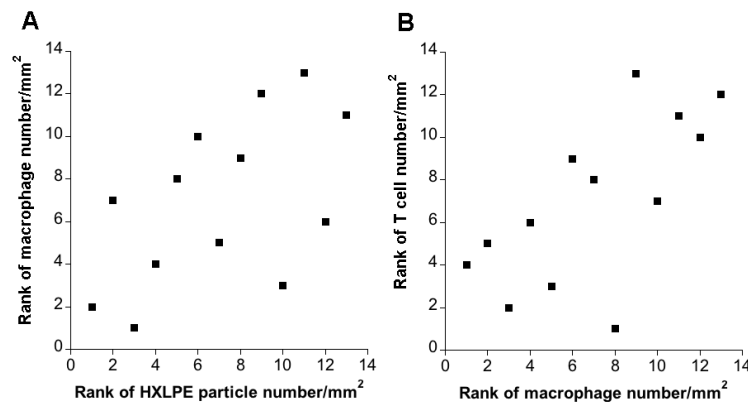 A
Rank of macrophage number/mm²
14
12
10
8
6
4
2
0
0 2 4 6 8 10 12 14
Rank of HXLPE particle number/mm²
B
Rank of T cell number/mm²
14
12
10
8
6
4
2
0
0 2 4 6 8 10 12 14
Rank of macrophage number/mm²